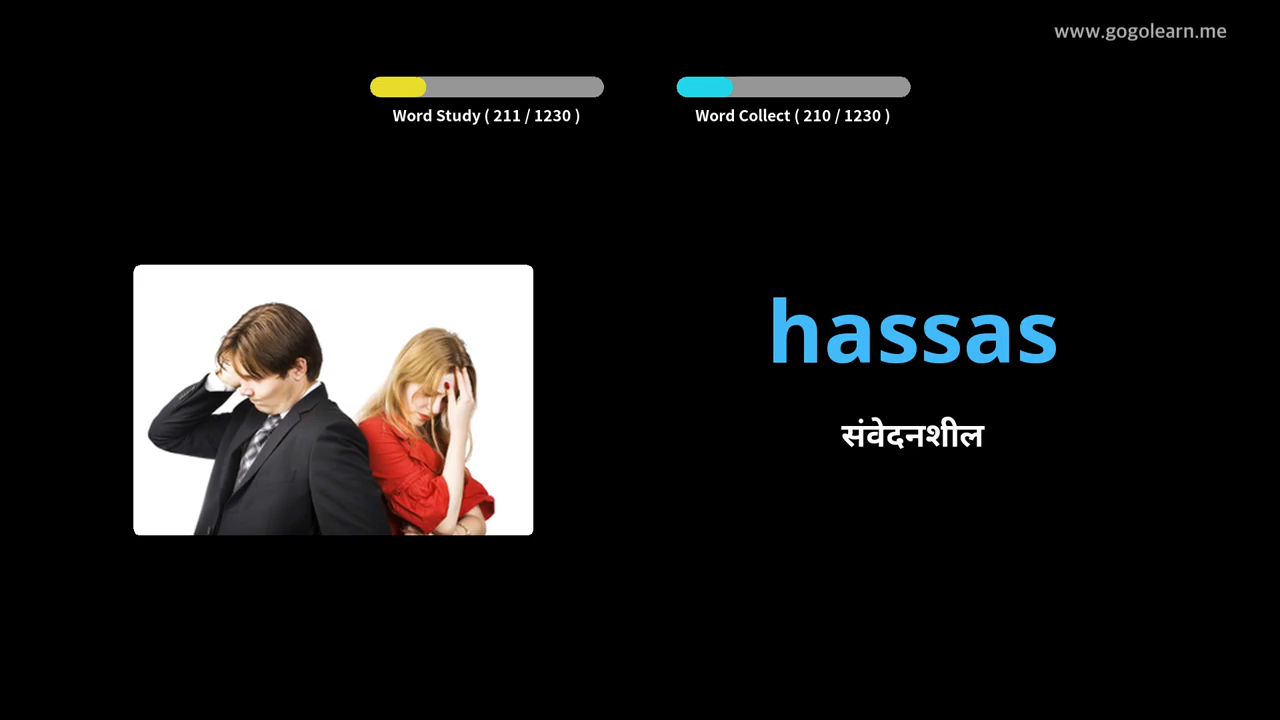 www.gogolearn.me
Word Study ( 211 / 1230 )
Word Collect ( 210 / 1230 )
hassas
संवेदनशील